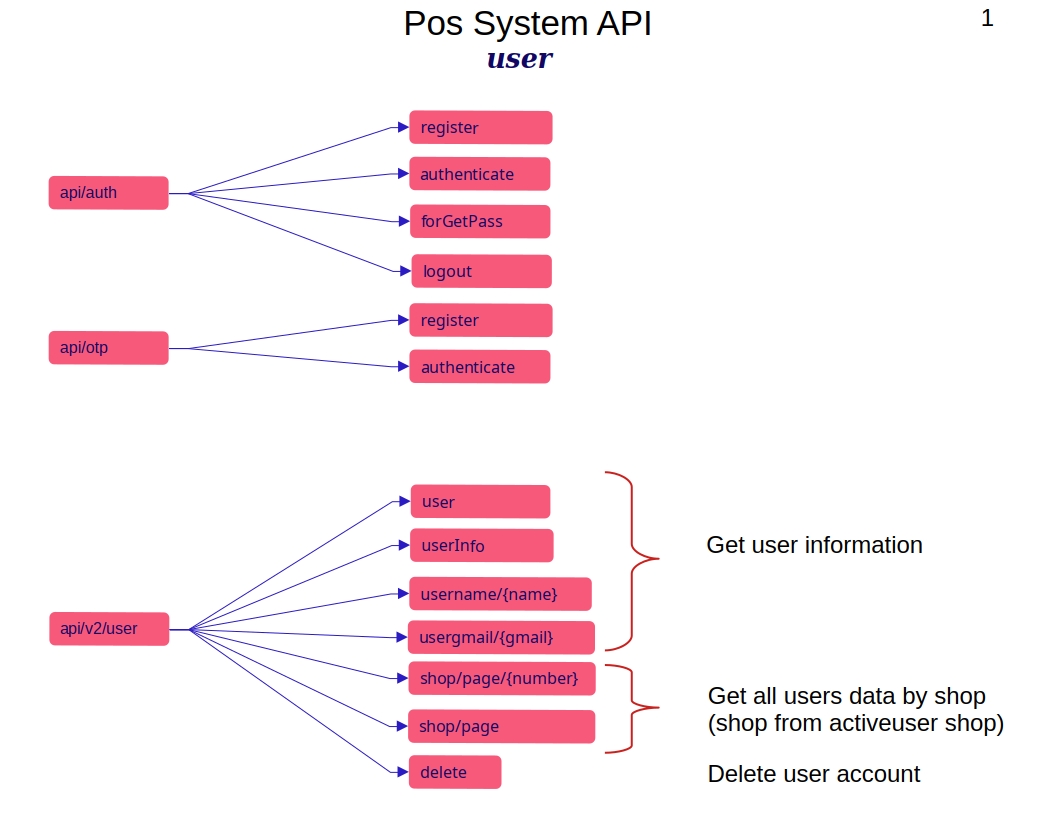 Pos System API
1
user
api/auth
register
authenticate
forGetPass
logout
api/otp
register
authenticate
api/v2/user
user
userInfo
username/{name}
usergmail/{gmail}
shop/page/{number}
shop/page
delete
Get user information
Get all users data by shop
(shop from activeuser shop)
Delete user account